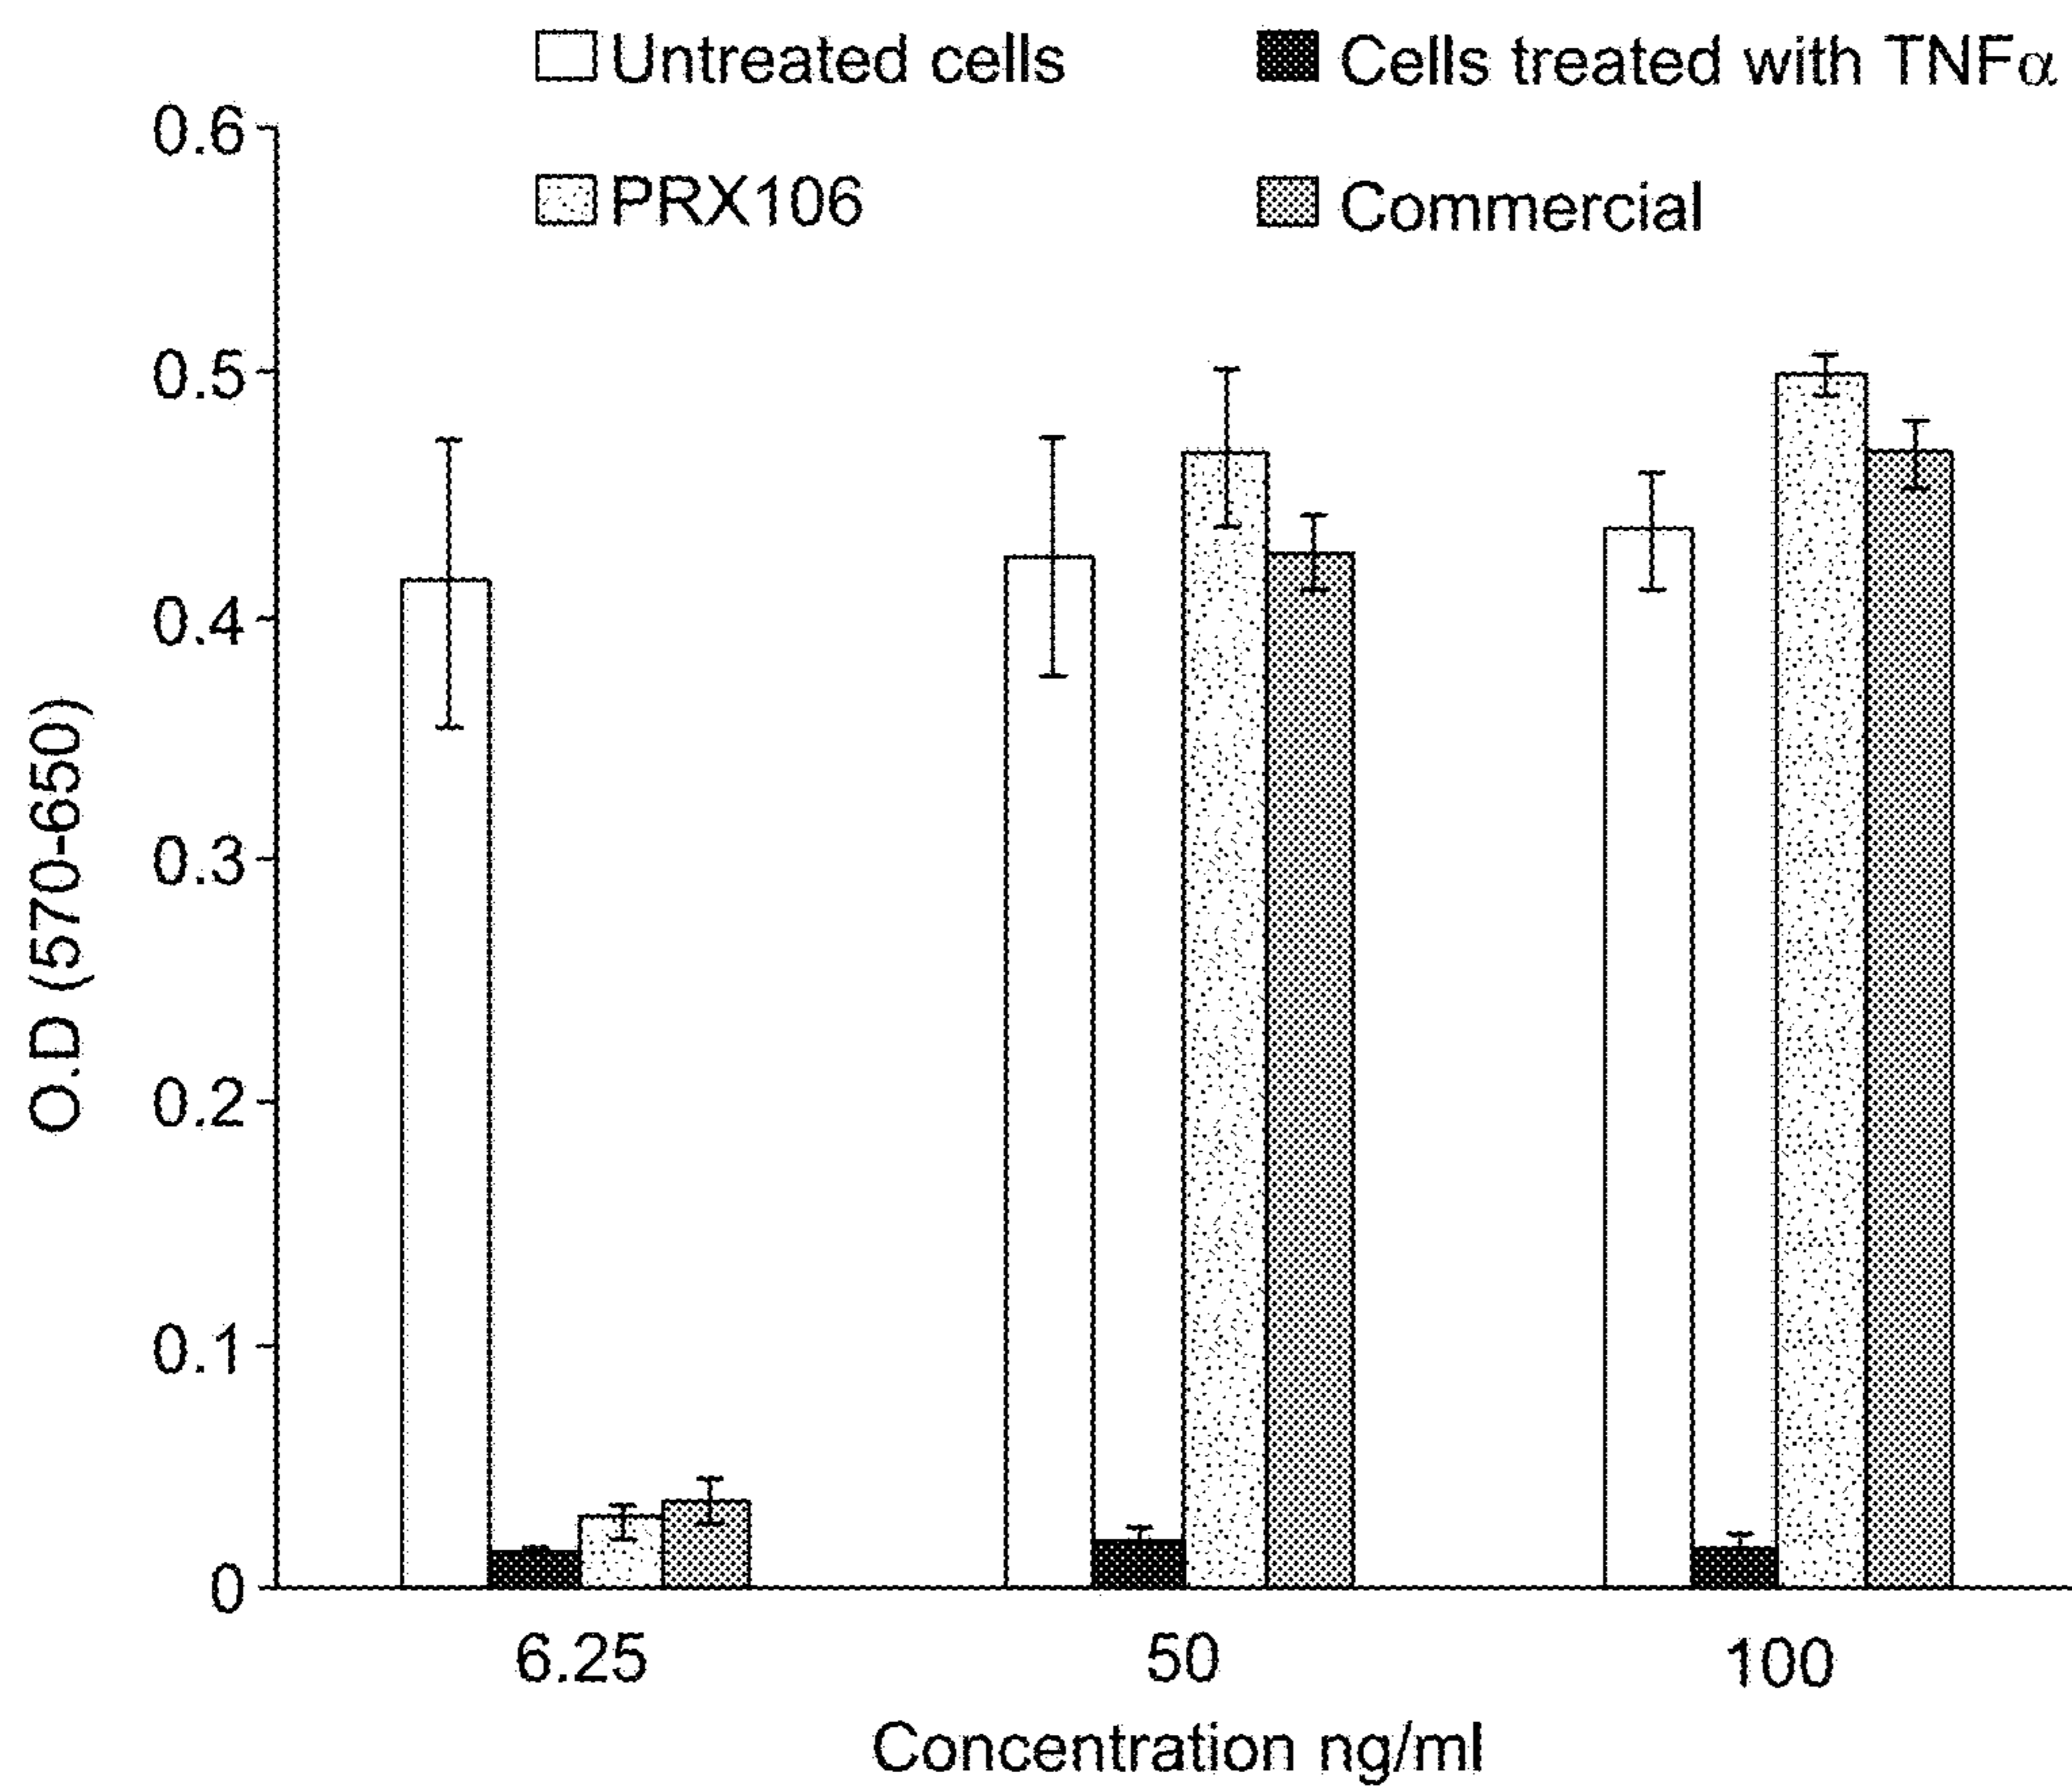 Untreated cells
Cells treated with TNFα
PRX106
Commercial
0.6
0.5
0.4
0.3
0.2
0.1
0
O.D (570-650)
6.25
50
100
Concentration ng/ml